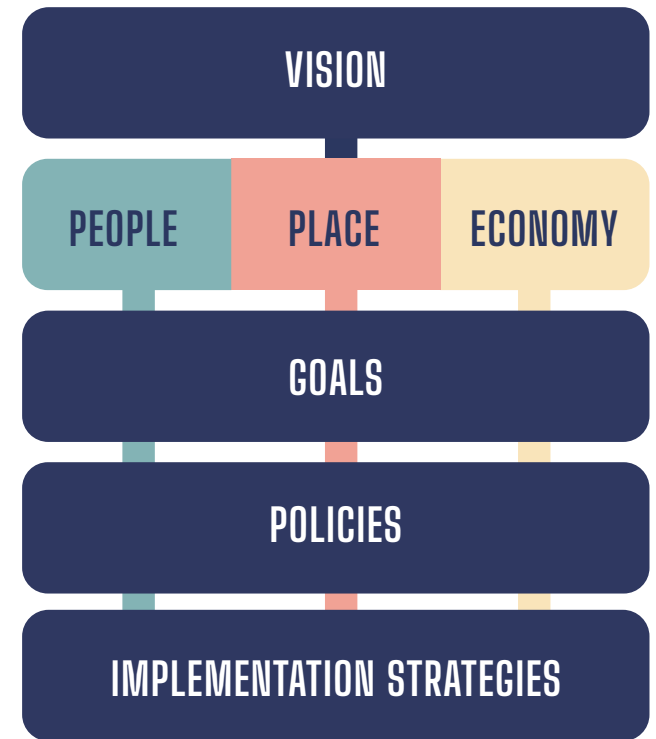 VISION
PEOPLE PLACE ECONOMY
GOALS
POLICIES
IMPLEMENTATION STRATEGIES